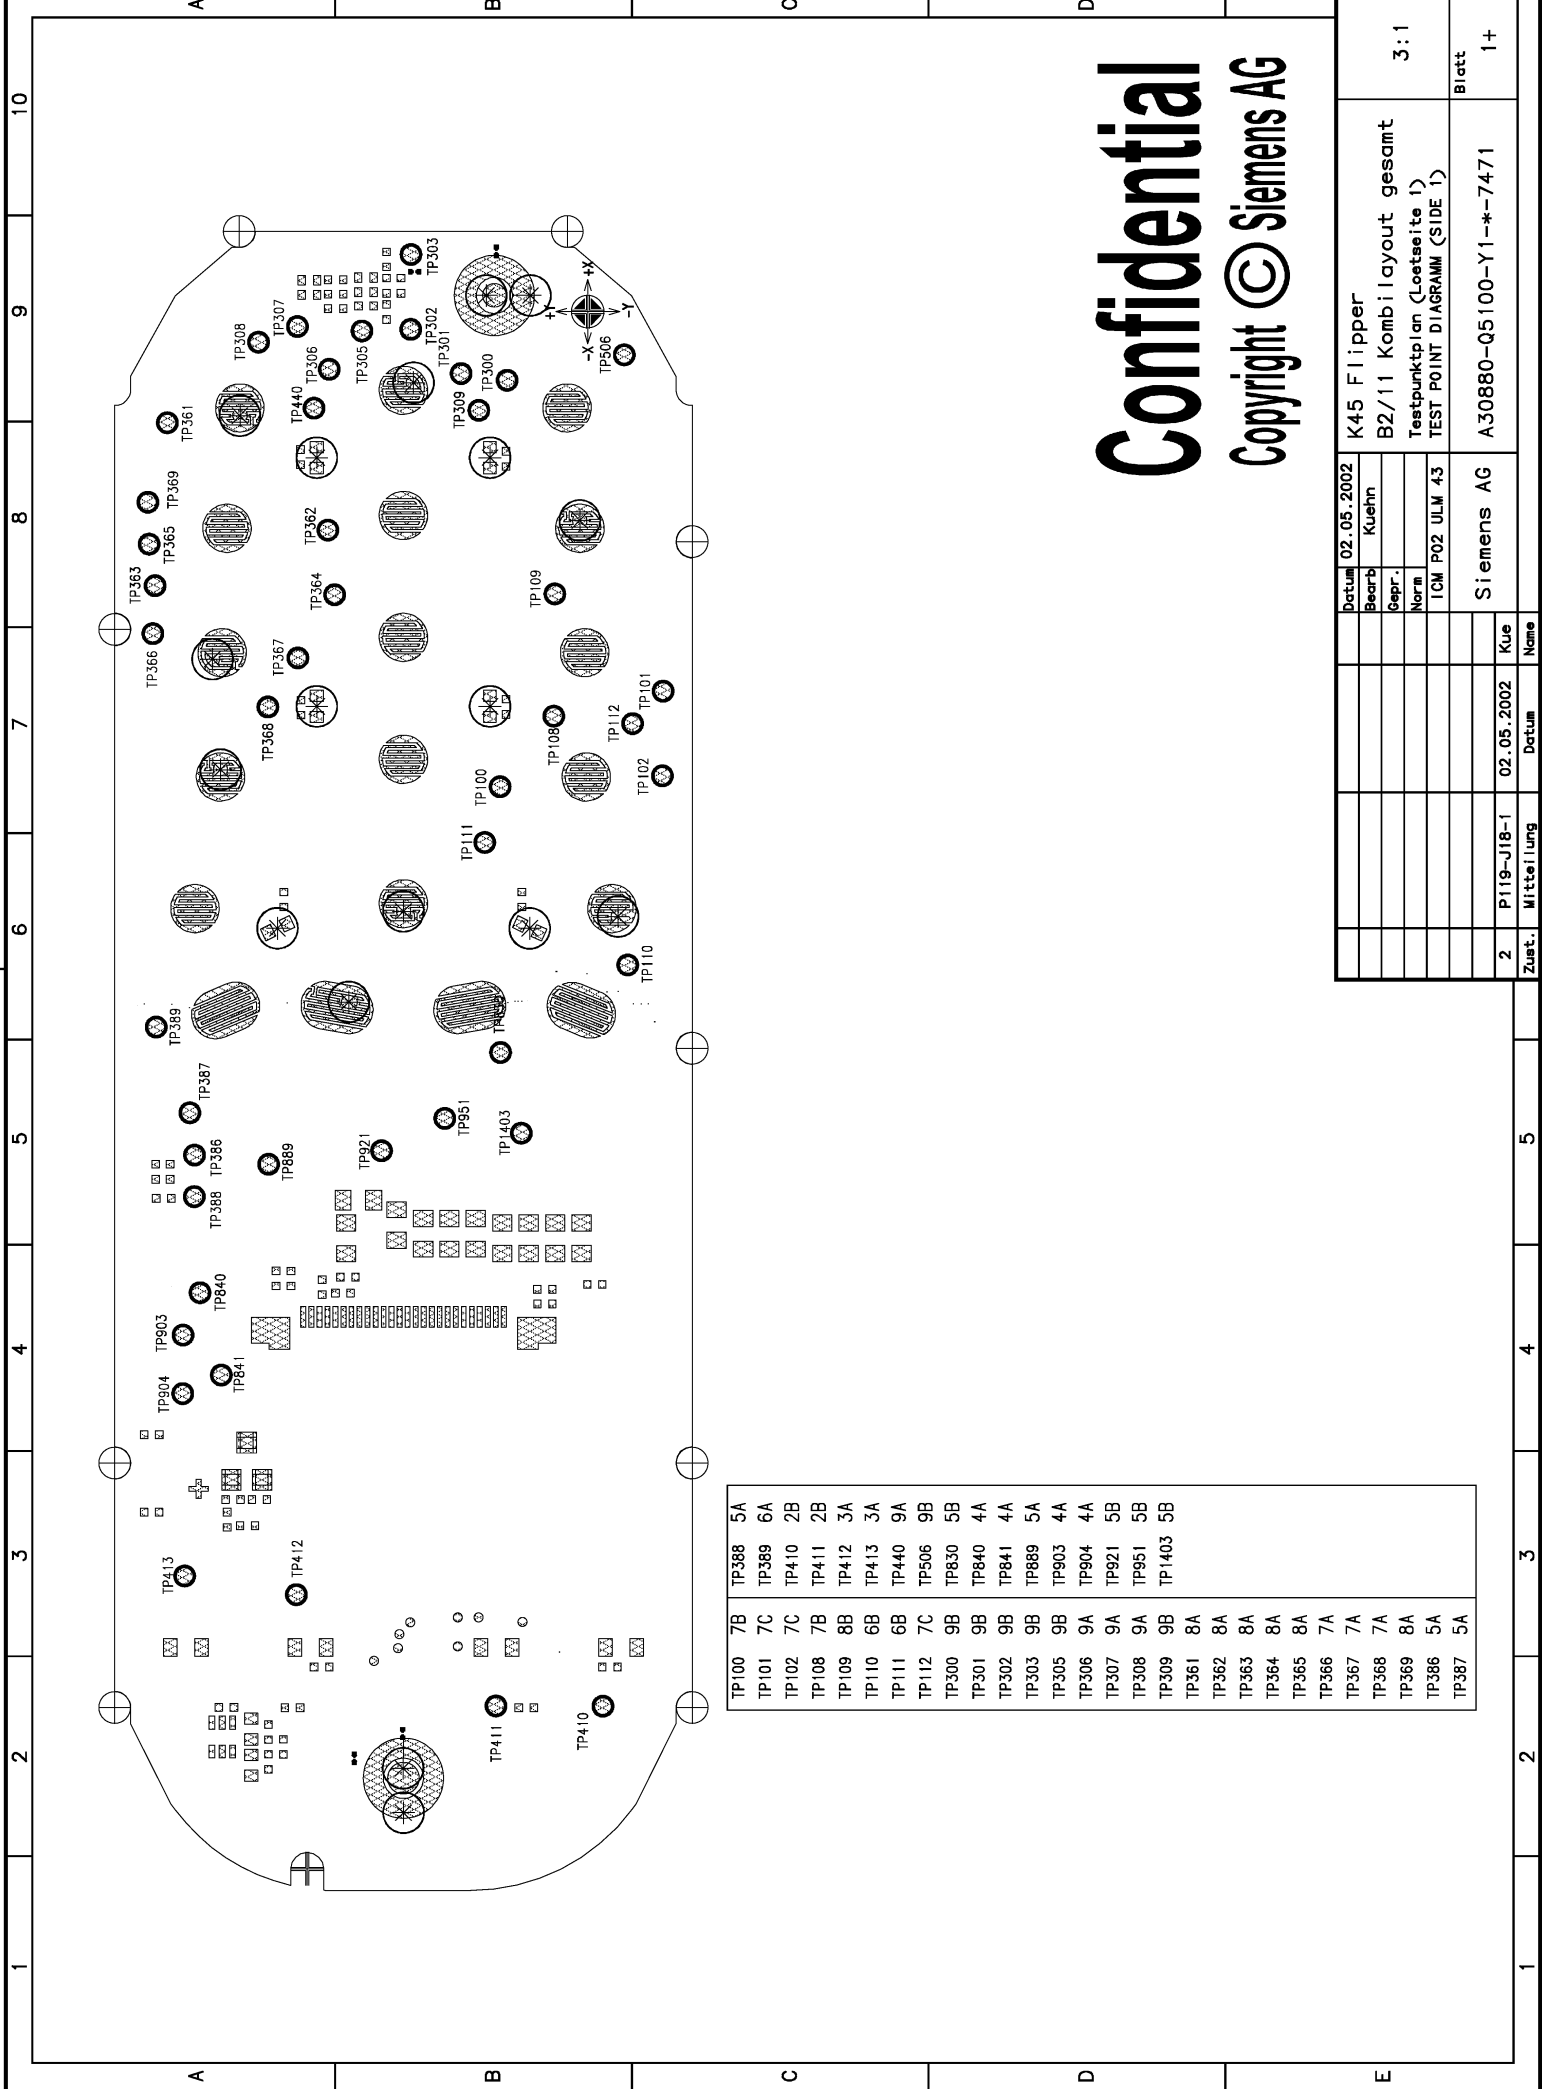 Confidential
Copyright © Siemens AG
10
9
8
7
6
5
4
3
2
1
5
4
3
2
1
A
B
C
D
A
B
C
D
E
TP303
TP307
TP308
TP302
TP301
TP305
TP306
TP300
TP506
TP440
TP309
TP361
TP369
TP365
TP363
TP362
TP364
TP109
TP366
TP367
TP368
TP101
TP112
TP108
TP102
TP100
TP111
TP110
TP389
TP387
TP386
TP388
TP889
TP921
TP951
TP1403
TP840
TP903
TP841
TP904
TP413
TP412
TP411
TP410
+X
-X
+Y
-Y
TP100 7B TP388 5A
TP101 7C TP389 6A
TP102 7C TP410 2B
TP108 7B TP411 2B
TP109 8B TP412 3A
TP110 6B TP413 3A
TP111 6B TP440 9A
TP112 7C TP506 9B
TP300 9B TP830 5B
TP301 9B TP840 4A
TP302 9B TP841 4A
TP303 9B TP889 5A
TP305 9B TP903 4A
TP306 9A TP904 4A
TP307 9A TP921 5B
TP308 9A TP951 5B
TP309 9B TP1403 5B
TP361 8A
TP362 8A
TP363 8A
TP364 8A
TP365 8A
TP366 7A
TP367 7A
TP368 7A
TP369 8A
TP386 5A
TP387 5A
Datum 02.05.2002
Bearb Kuehn
Gepr.
Norm
ICM P02 ULM 43
Siemens AG
K45 Flipper
B2/11 Kombilayout gesamt
Testpunktplan (Loetseite 1)
TEST POINT DIAGRAMM (SIDE 1)
A30880-Q5100-Y1-*-7471
3:1
Blatt
1+
2 P119-J18-1 02.05.2002 Kue
Zust. Mitteilung Datum Name